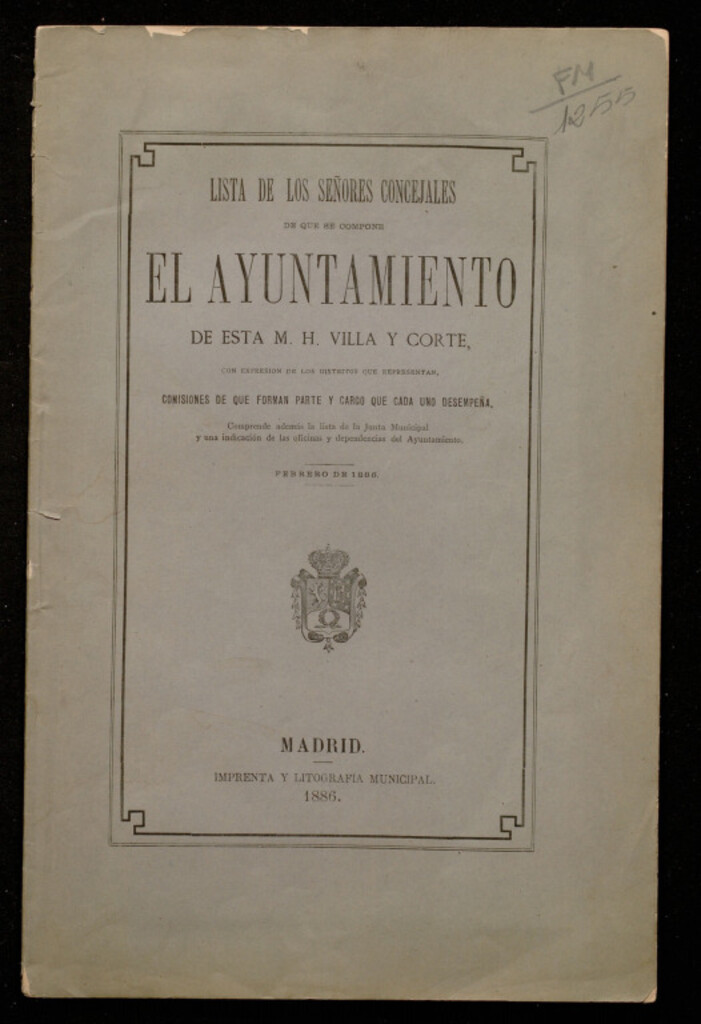 FM
1255
LISTA DE LOS SEÑORES CONCEJALES
DE QUE SE COMPONE
EL AYUNTAMIENTO
DE ESTA M. H. VILLA Y CORTE,
CON EXPRESION DE LOS DISTRITOS QUE REPRESENTAN,
COMISIONES DE QUE FORMAN PARTE Y CARGO QUE CADA UNO DESEMPEÑA.
Comprende además la lista de la Junta Municipal
y una indicación de las oficinas y dependencias del Ayuntamiento.
FEBRERO DE 1886.
MADRID.
IMPRENTA Y LITOGRAFÍA MUNICIPAL.
1886.